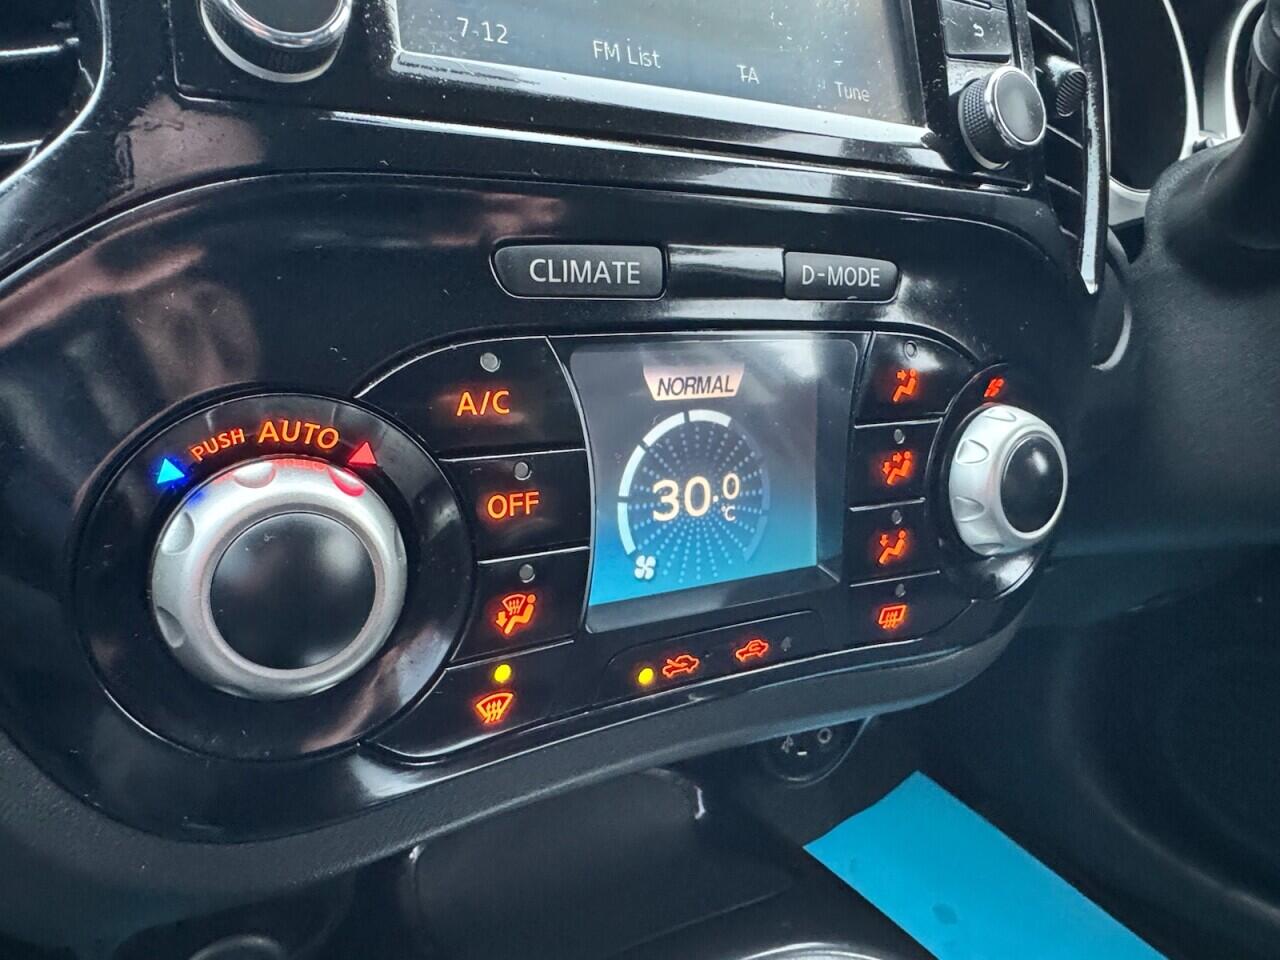 7-12
FM List
TA
Tune
CLIMATE
D-MODE
A/C
NORMAL
PUSH AUTO
OFF
30.0
°C